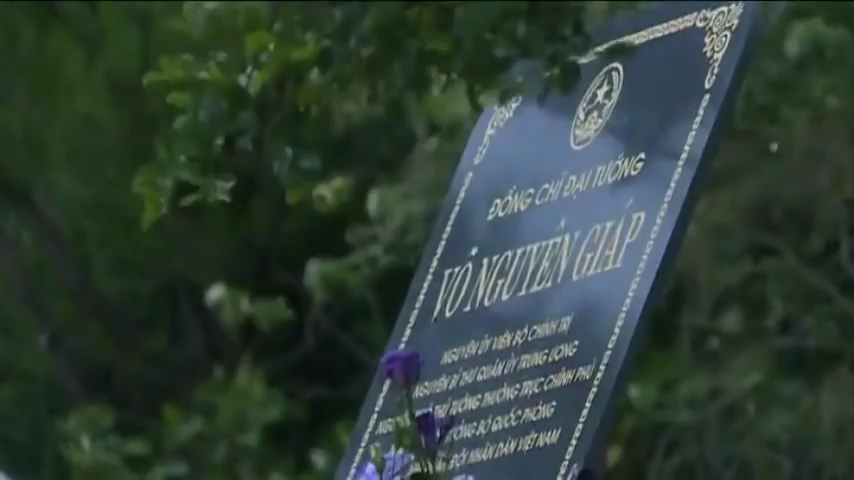 ĐỒNG CHÍ ĐẠI TƯỚNG
VÕ NGUYÊN GIÁP
NGUYÊN ỦY VIÊN BỘ CHÍNH TRỊ
NGUYÊN BÍ THƯ QUÂN ỦY TRUNG ƯƠNG
THỦ TƯỚNG THƯỜNG TRỰC CHÍNH PHỦ
BỘ QUỐC PHÒNG
ĐỘI NHÂN DÂN VIỆT NAM